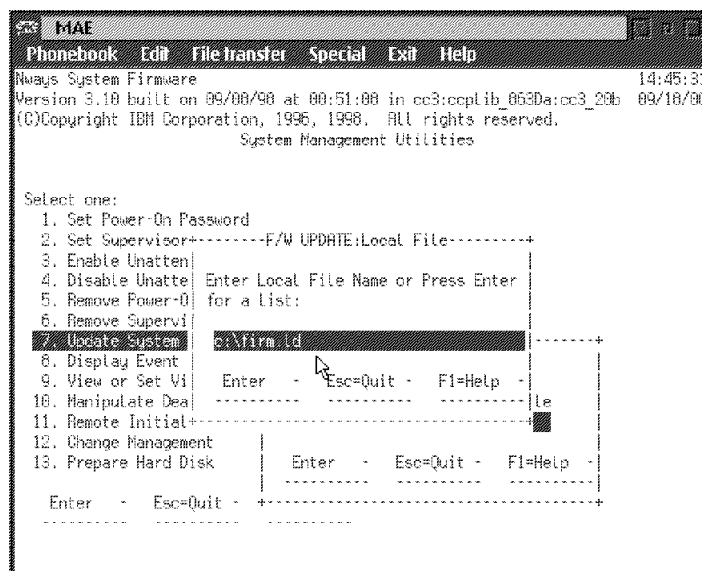 MAE
Phonebook Edit File transfer Special Exit Help
Nways System Firmware 14:45:33
Version 3.10 built on 09/08/98 at 00:51:08 in cc3:ccplib_063Da:cc3_20b 09/10/00
(C)Copyright IBM Corporation, 1996, 1998. All rights reserved.
System Management Utilities
Select one:
1. Set Power-On Password
2. Set Supervisor+--------F/W UPDATE:Local File---------+
3. Enable Unatten|
4. Disable Unatte| Enter Local File Name or Press Enter |
5. Remove Power-O| for a list: |
6. Remove Supervi|
7. Update System | c:\firm.ld |-------+
8. Display Event |
9. View or Set Vi| Enter - Esc=Quit - F1=Help -|
10. Manipulate Dea| ---------- ---------- ----------|le |
11. Remote Initial+-----------------------------------+
12. Change Management |
13. Prepare Hard Disk | Enter - Esc=Quit - F1=Help -|
Enter - Esc=Quit - +-----------------------------------+